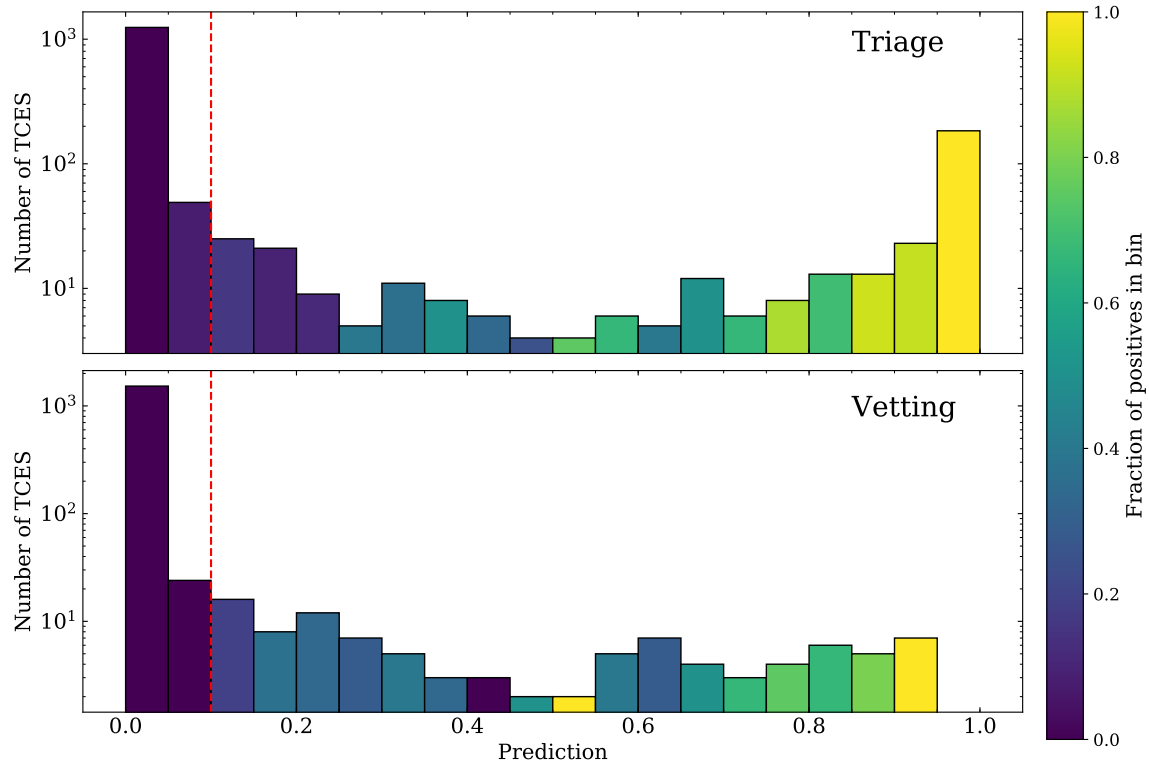 Triage
Number of TCES
10³
10²
10¹
Vetting
Number of TCES
10³
10²
10¹
0.0 0.2 0.4 0.6 0.8 1.0
Prediction
1.0
0.8
0.6
0.4
0.2
0.0
Fraction of positives in bin